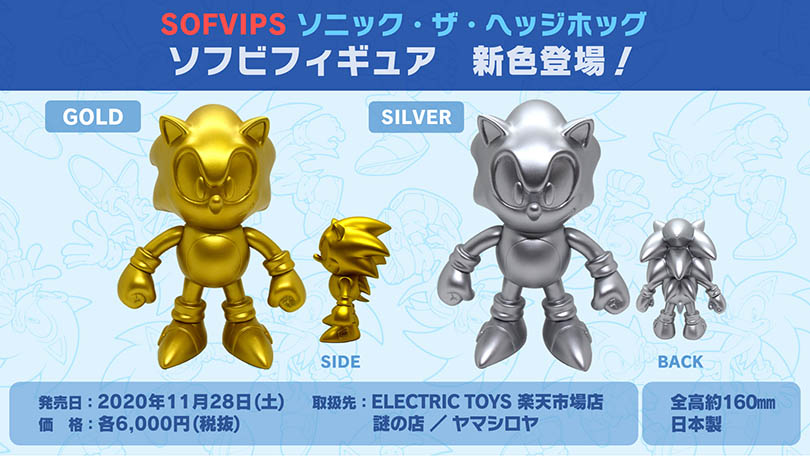 SOFVIPS ソニック・ザ・ヘッジホッグ
ソフビフィギュア　新色登場！
GOLD
SILVER
SIDE
BACK
発売日：2020年11月28日(土)
価　格：各6,000円(税抜)
取扱先：ELECTRIC TOYS 楽天市場店
謎の店 ／ ヤマシロヤ
全高約160㎜
日本製